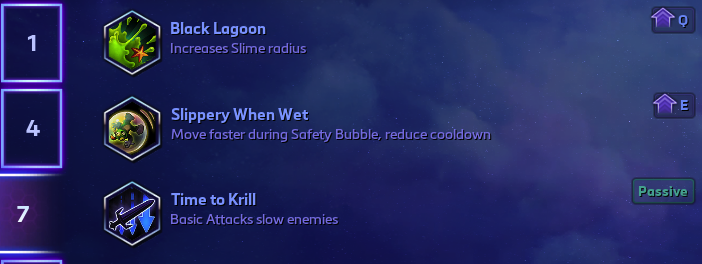 1
Black Lagoon
Increases Slime radius
Q
4
Slippery When Wet
Move faster during Safety Bubble, reduce cooldown
E
7
Time to Krill
Basic Attacks slow enemies
Passive